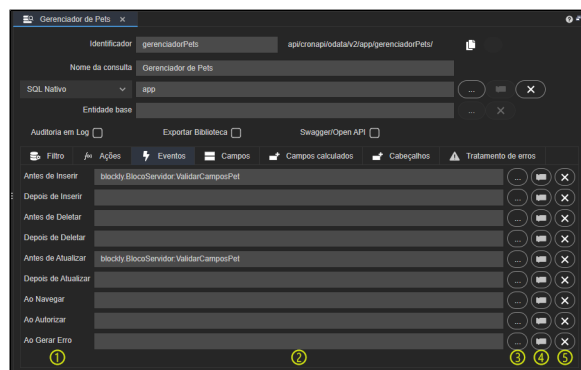 Gerenciador de Pets ×
Identificador gerenciadorPets api/cronapi/odata/v2/app/gerenciadorPets/
Nome da consulta Gerenciador de Pets
SQL Nativo app ...
Entidade base ...
Auditoria em Log Exportar Biblioteca Swagger/Open API
Filtro Ações Eventos Campos Campos calculados Cabeçalhos Tratamento de erros
Antes de Inserir blockly.BlocoServidor:ValidarCamposPet ...
Depois de Inserir ...
Antes de Deletar ...
Depois de Deletar ...
Antes de Atualizar blockly.BlocoServidor:ValidarCamposPet ...
Depois de Atualizar ...
Ao Navegar ...
Ao Autorizar ...
Ao Gerar Erro ...
① ② ③ ④ ⑤